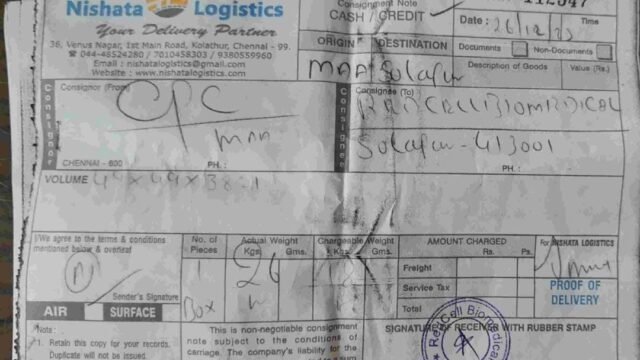 Nishata Logistics
Your Delivery Partner
36, Venus Nagar, 1st Main Road, Kolathur, Chennai - 99.
044-48524280 / 7010458303 / 9380559960
Email : nishatalogistics@gmail.com
Website : www.nishatalogistics.com
Consignment Note
CASH / CREDIT
Date : 26/12/23 Time
ORIGIN DESTINATION
MAA Solapur
Documents Non-Documents
Description of Goods Value (Rs.)
Consignor
Consignor (From)
CPC
MAA
CHENNAI - 600 PH. :
Consignee
Consignee (To)
BIOMEDICAL
Solapur - 413001
PH. :
VOLUME
I/We agree to the terms & conditions
mentioned below & overleaf
Sender's Signature
AIR SURFACE
No. of
Pieces
1
Box
Actual Weight
Kgs. Gms.
26
Chargeable Weight
Kgs. Gms.
AMOUNT CHARGED
Rs. Ps.
Freight
Service Tax
Total
For NISHATA LOGISTICS
PROOF OF
DELIVERY
Note:
1. Retain this copy for your records.
Duplicate will not be issued.
This is non-negotiable consignment
note subject to the conditions of
carriage. The company's liability for the
WITH RUBBER STAMP